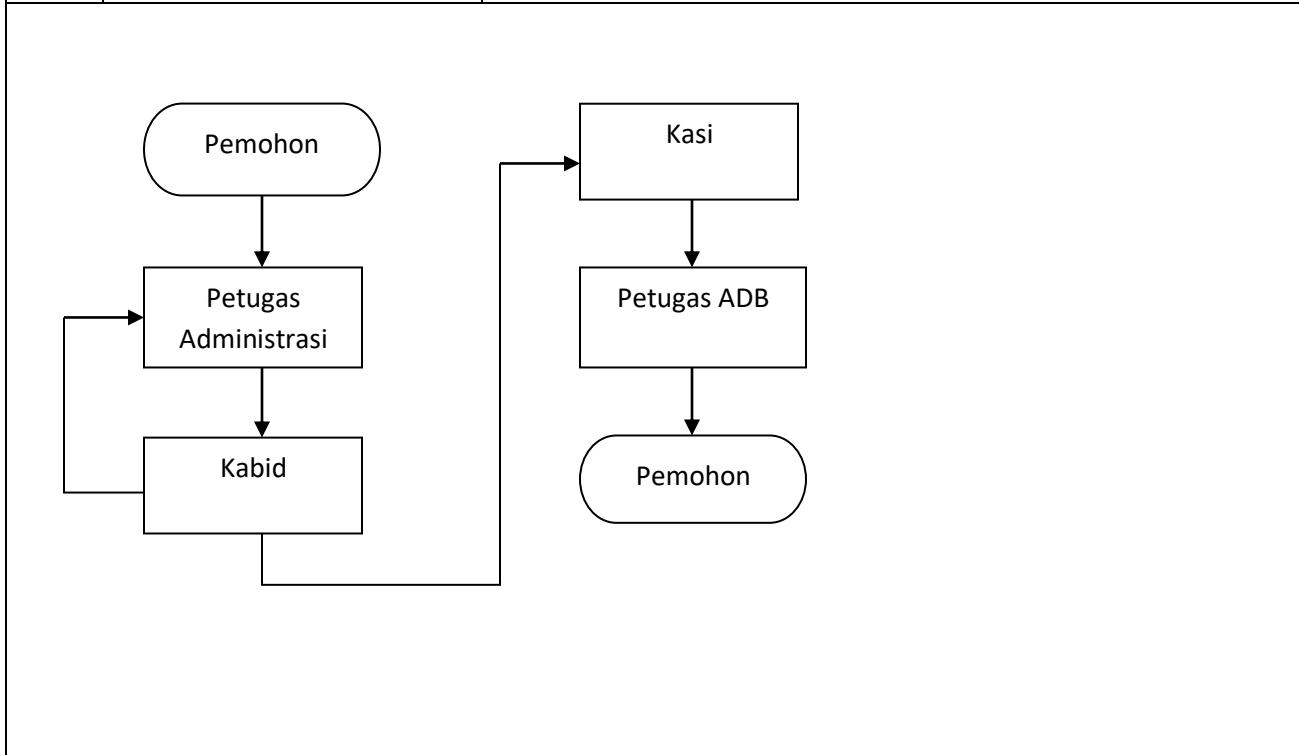 Pemohon
Petugas
Administrasi
Kabid
Kasi
Petugas ADB
Pemohon